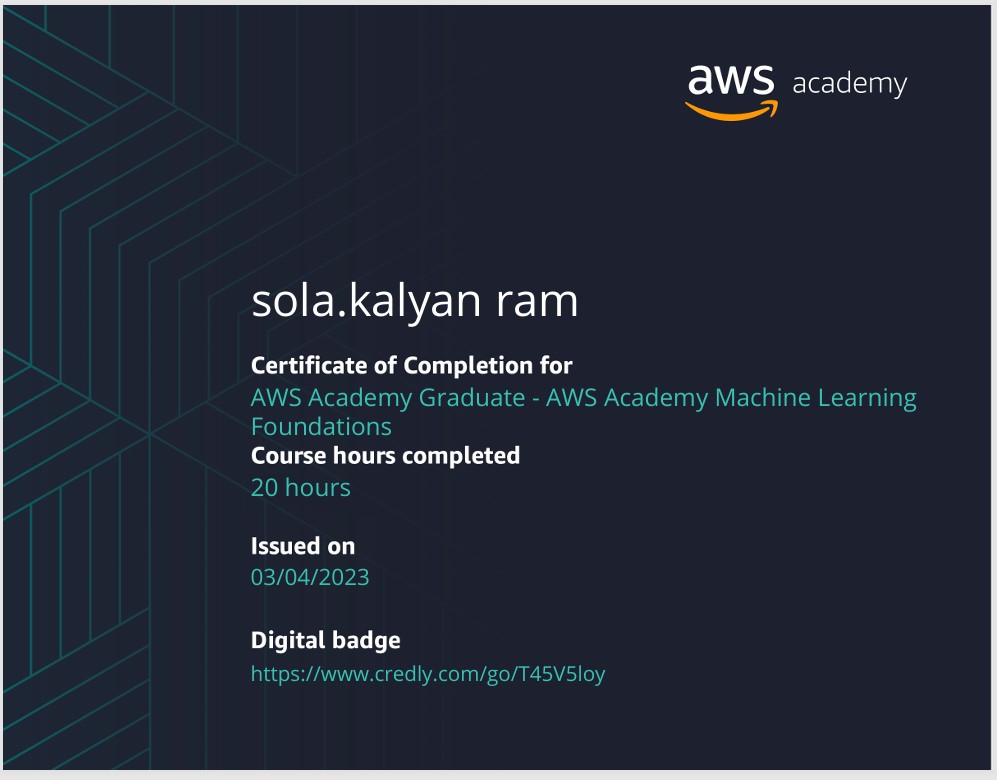 aws academy
sola.kalyan ram
Certificate of Completion for
AWS Academy Graduate - AWS Academy Machine Learning
Foundations
Course hours completed
20 hours
Issued on
03/04/2023
Digital badge
https://www.credly.com/go/T45V5loy